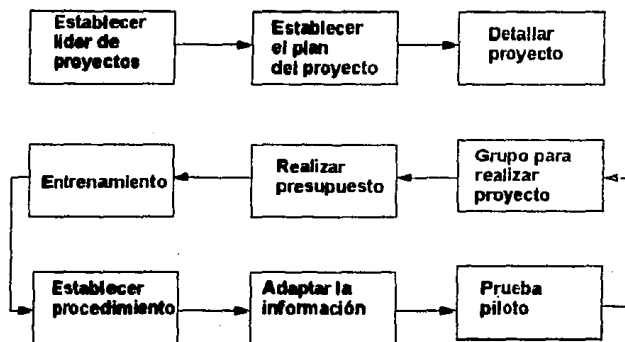 Establecer
lider de
proyectos
Establecer
el plan
del proyecto
Detallar
proyecto
Entrenamiento
Realizar
presupuesto
Grupo para
realizar
proyecto
Establecer
procedimiento
Adaptar la
información
Prueba
piloto